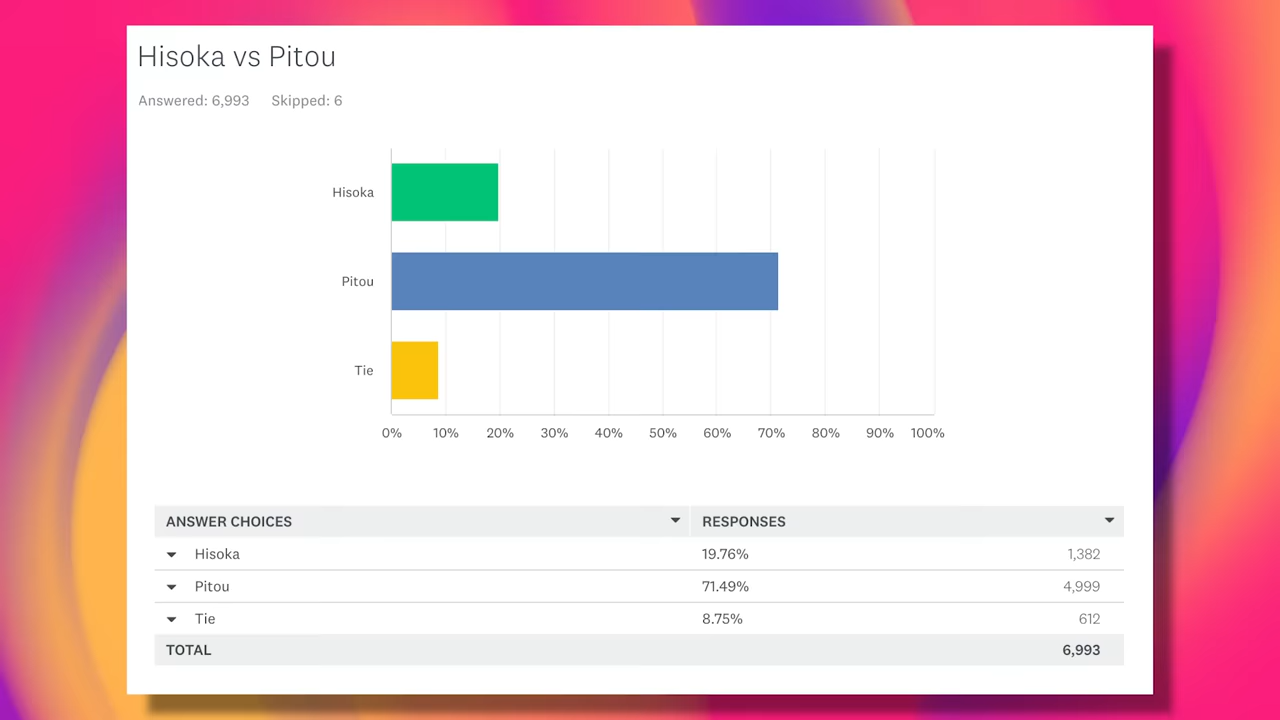 Hisoka vs Pitou
Answered: 6,993 Skipped: 6
Hisoka
Pitou
Tie
0% 10% 20% 30% 40% 50% 60% 70% 80% 90% 100%
ANSWER CHOICES RESPONSES
Hisoka 19.76% 1,382
Pitou 71.49% 4,999
Tie 8.75% 612
TOTAL 6,993